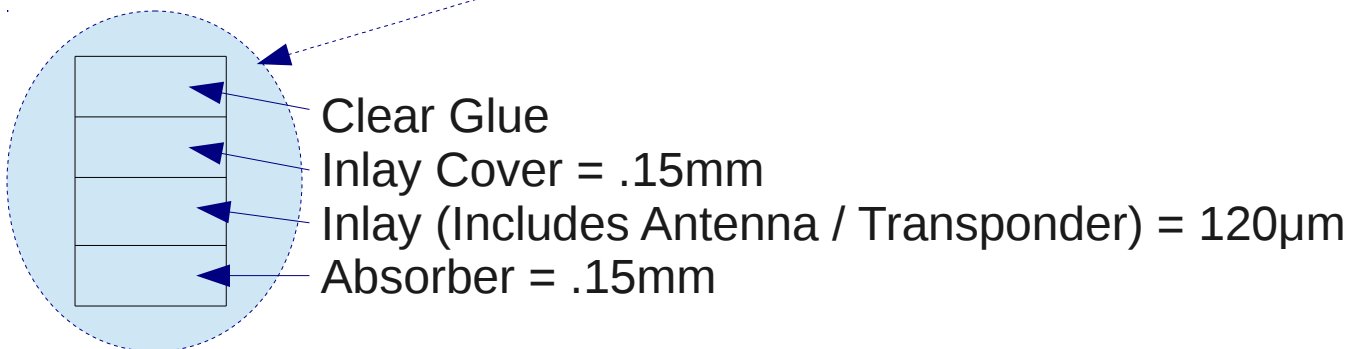 Clear Glue
Inlay Cover = .15mm
Inlay (Includes Antenna / Transponder) = 120µm
Absorber = .15mm